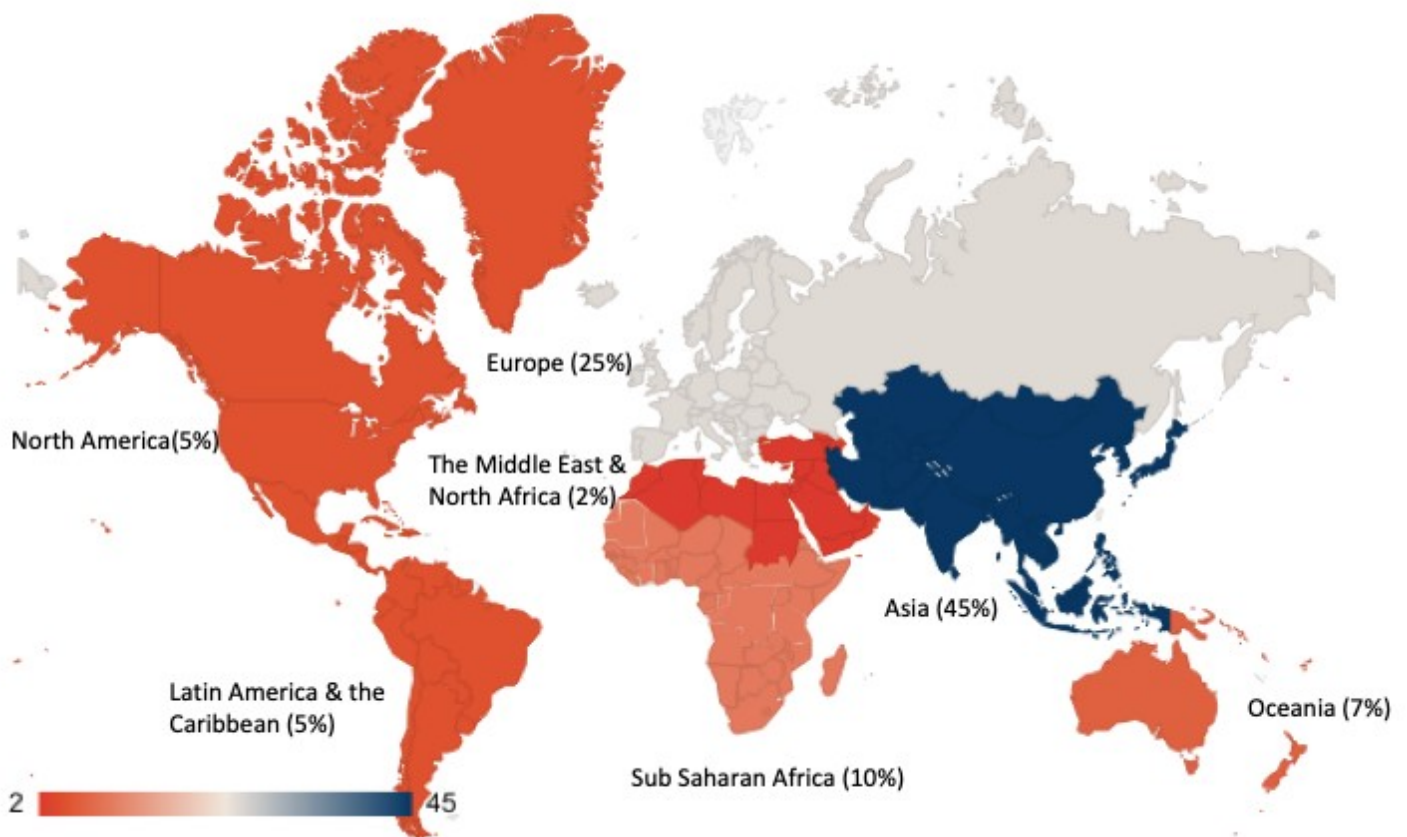 Europe (25%)
North America(5%)
The Middle East &
North Africa (2%)
Asia (45%)
Latin America & the
Caribbean (5%)
Oceania (7%)
Sub Saharan Africa (10%)
2
45